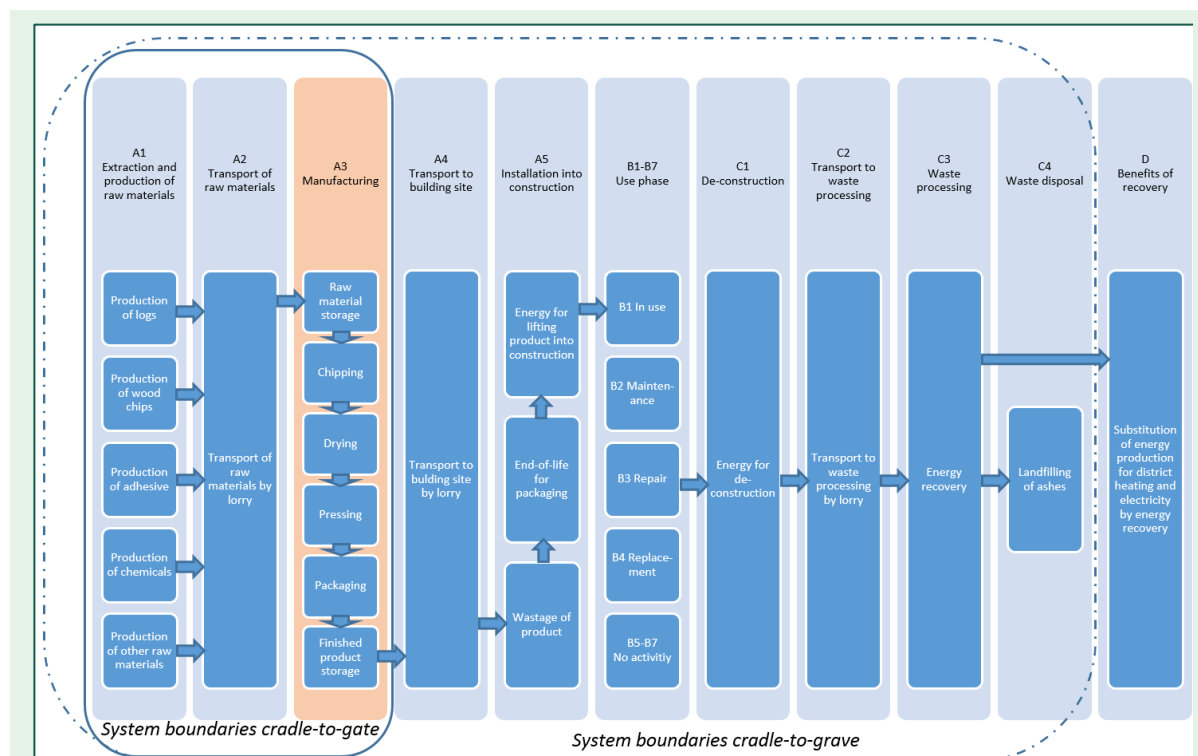 A1
Extraction and
production of
raw materials
A2
Transport of
raw materials
A3
Manufacturing
A4
Transport to
building site
A5
Installation into
construction
B1-B7
Use phase
C1
De-construction
C2
Transport to
waste
processing
C3
Waste
processing
C4
Waste disposal
D
Benefits of
recovery
Production
of logs
Production
of wood
chips
Production
of adhesive
Production
of chemicals
Production
of other raw
materials
Transport of
raw
materials by
lorry
Raw
material
storage
Chipping
Drying
Pressing
Packaging
Finished
product
storage
Transport to
bulding site
by lorry
Energy for
lifting
product into
construction
End-of-life
for
packaging
Wastage of
product
B1 In use
B2 Mainten-
ance
B3 Repair
B4 Replace-
ment
B5-B7
No activitiy
Energy for
de-
construction
Transport to
waste
processing
by lorry
Energy
recovery
Landfilling
of ashes
Substitution
of energy
production
for district
heating and
electricity
by energy
recovery
System boundaries cradle-to-gate
System boundaries cradle-to-grave